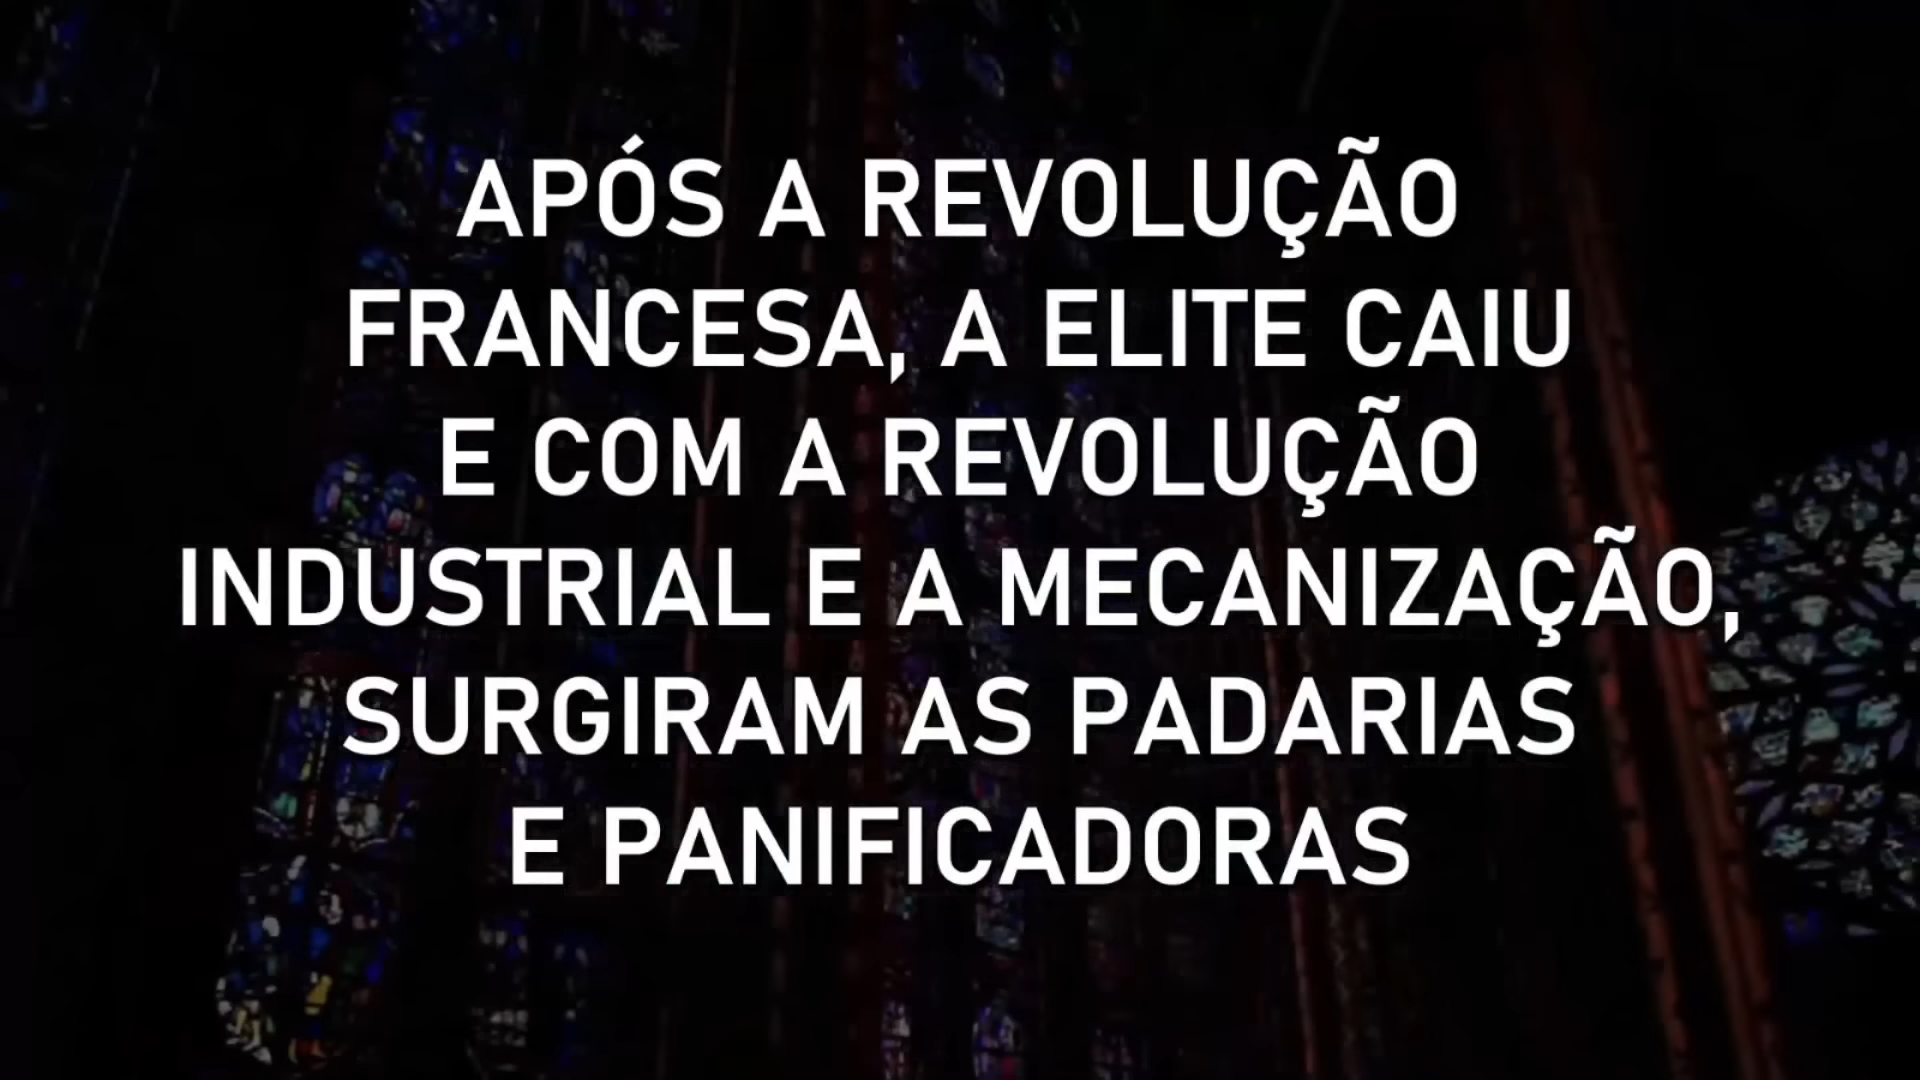 APÓS A REVOLUÇÃO
FRANCESA, A ELITE CAIU
E COM A REVOLUÇÃO
INDUSTRIAL E A MECANIZAÇÃO,
SURGIRAM AS PADARIAS
E PANIFICADORAS